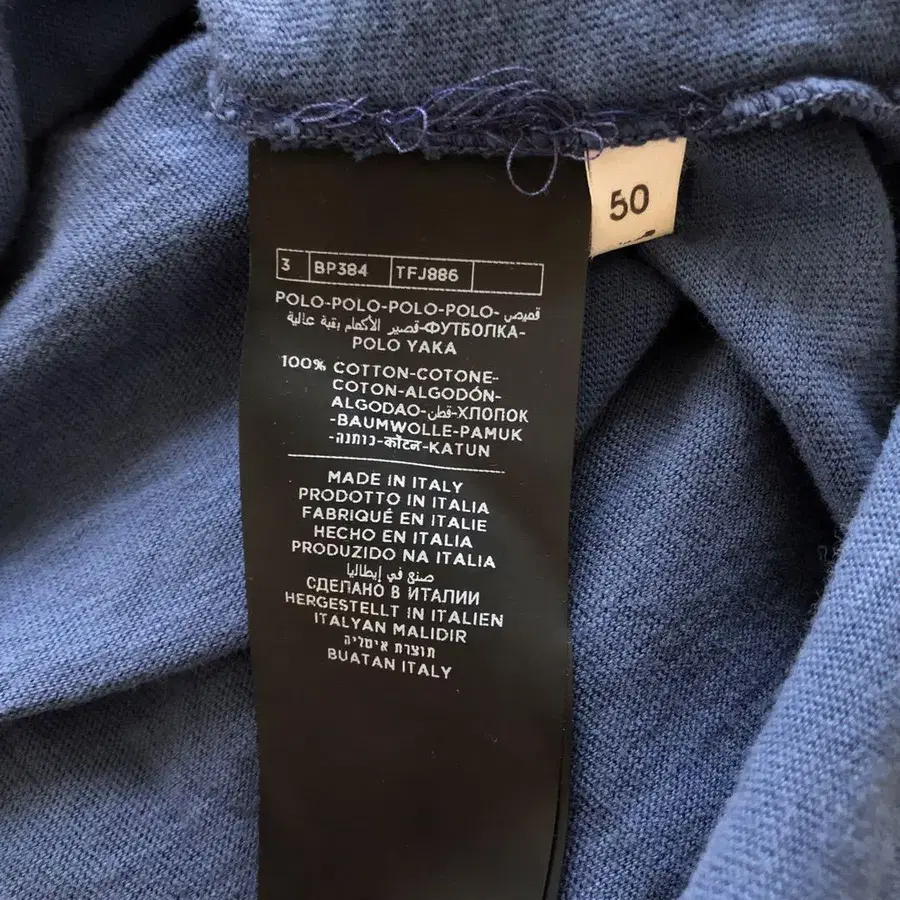 50
3 BP384 TFJ886
POLO-POLO-POLO-POLO-قميص
قصير الأكمام بقبة عالية-ФУТБОЛКА-
POLO YAKA
100% COTTON-COTONE-
COTON-ALGODÓN-
ALGODAO-قطن-ХЛОПОК
-BAUMWOLLE-PAMUK
-כותנה-कॉटन-KATUN
MADE IN ITALY
PRODOTTO IN ITALIA
FABRIQUÉ EN ITALIE
HECHO EN ITALIA
PRODUZIDO NA ITALIA
صنع في إيطاليا
СДЕЛАНО В ИТАЛИИ
HERGESTELLT IN ITALIEN
ITALYAN MALIDIR
תוצרת איטליה
BUATAN ITALY